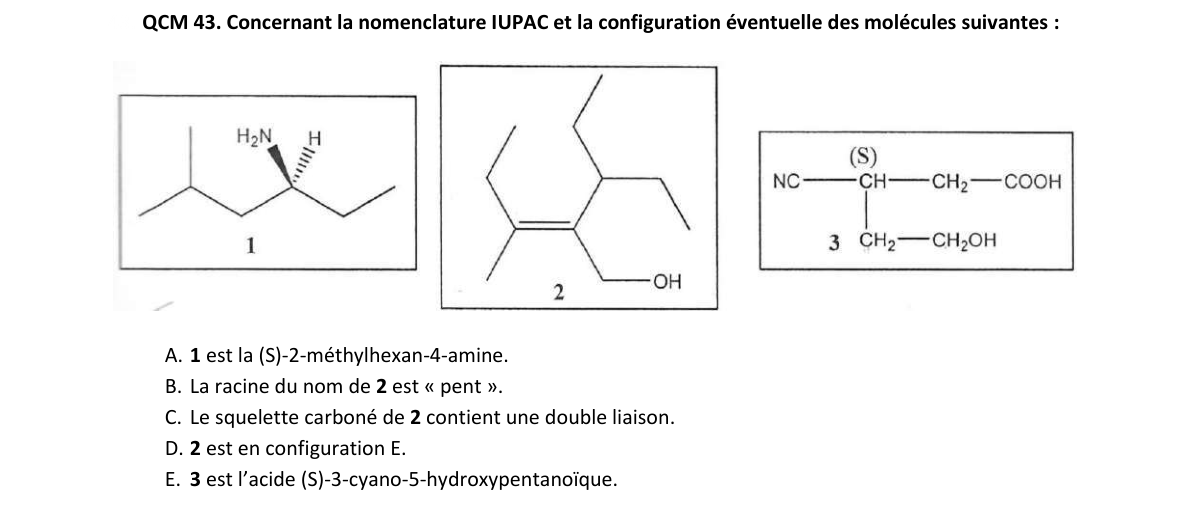 QCM 43. Concernant la nomenclature IUPAC et la configuration éventuelle des molécules suivantes :
H₂N H
1
OH
2
(S)
NC CH CH₂ COOH
3 CH₂ CH₂OH
A. 1 est la (S)-2-méthylhexan-4-amine.
B. La racine du nom de 2 est « pent ».
C. Le squelette carboné de 2 contient une double liaison.
D. 2 est en configuration E.
E. 3 est l’acide (S)-3-cyano-5-hydroxypentanoïque.